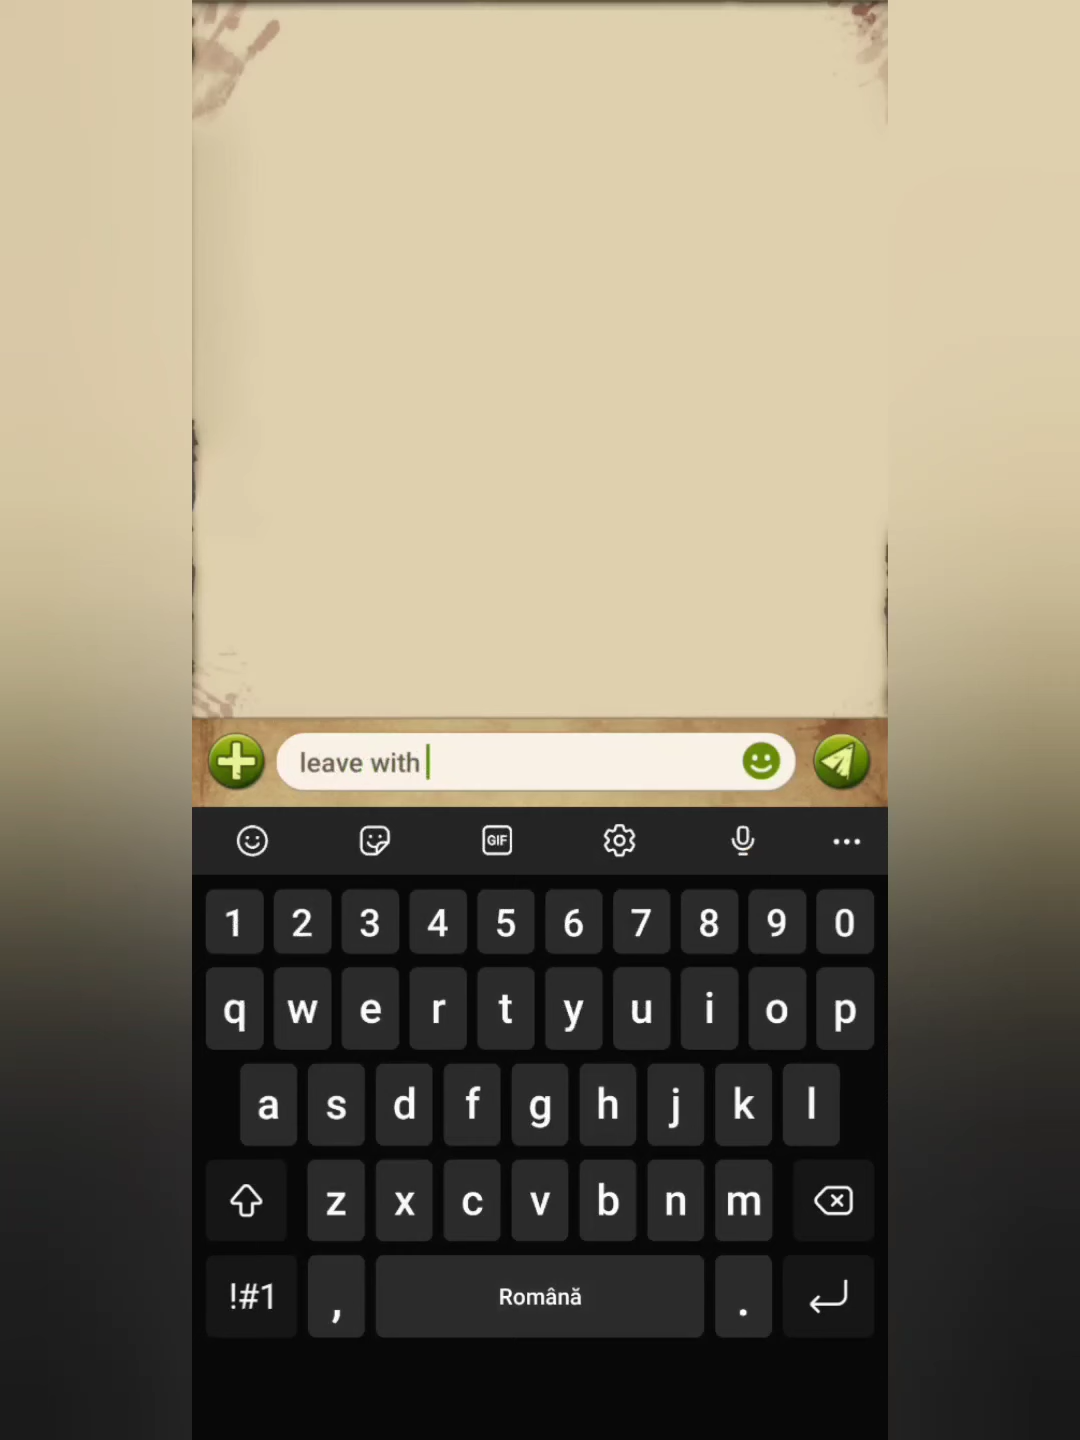 leave with
GIF
1 2 3 4 5 6 7 8 9 0
q w e r t y u i o p
a s d f g h j k l
z x c v b n m
!#1 , Română .